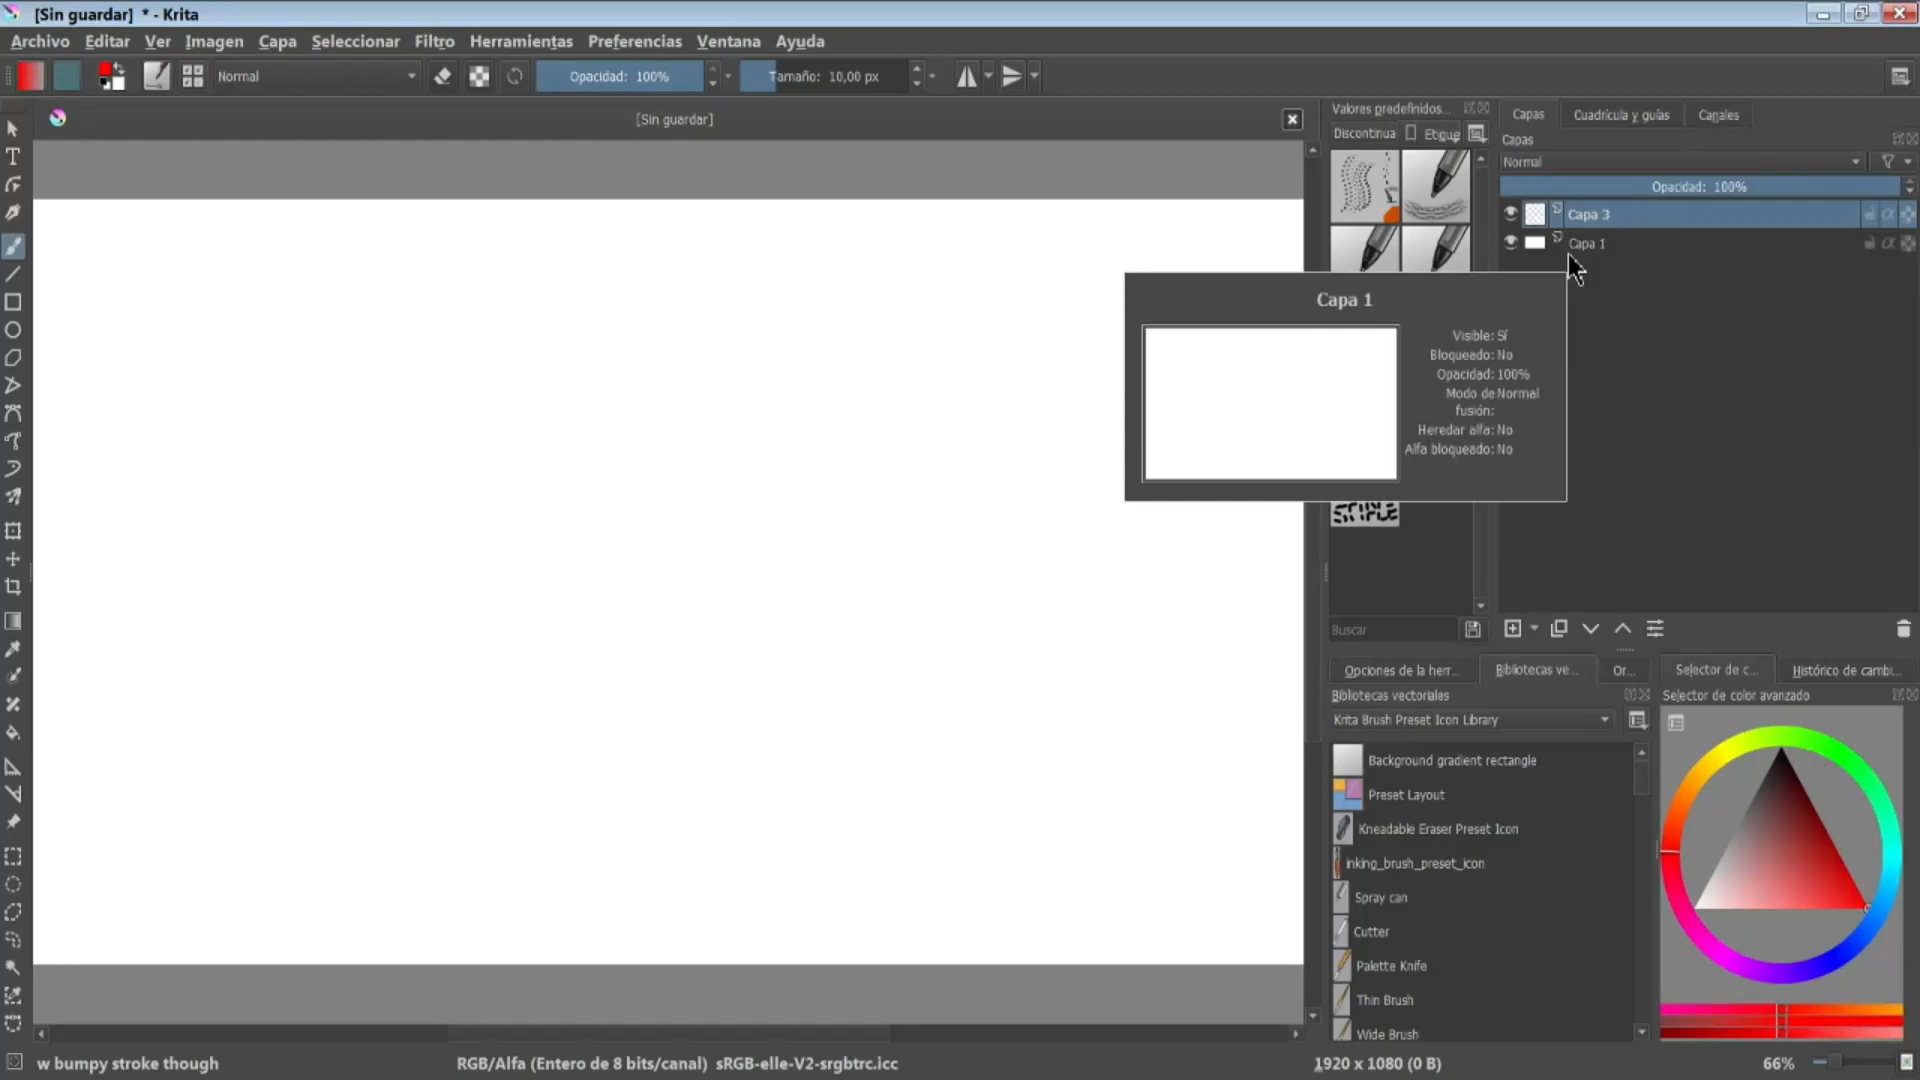 [Sin guardar] * - Krita
Archivo Editar Ver Imagen Capa Seleccionar Filtro Herramientas Preferencias Ventana Ayuda
Normal
Opacidad: 100%
Tamaño: 10,00 px
[Sin guardar]
Valores predefinidos...
Discontinua
Etique
Capas
Cuadrícula y guías
Canales
Capas
Normal
Opacidad: 100%
Capa 3
Capa 1
Capa 1
Visible: Sí
Bloqueado: No
Opacidad: 100%
Modo de Normal
fusión:
Heredar alfa: No
Alfa bloqueado: No
Buscar
Opciones de la herr...
Bibliotecas ve...
Or...
Bibliotecas vectoriales
Krita Brush Preset Icon Library
Background gradient rectangle
Preset Layout
Kneadable Eraser Preset Icon
inking_brush_preset_icon
Spray can
Cutter
Palette Knife
Thin Brush
Wide Brush
Selector de c...
Histórico de cambi...
Selector de color avanzado
w bumpy stroke though
RGB/Alfa (Entero de 8 bits/canal) sRGB-elle-V2-srgbtrc.icc
1920 x 1080 (0 B)
66%